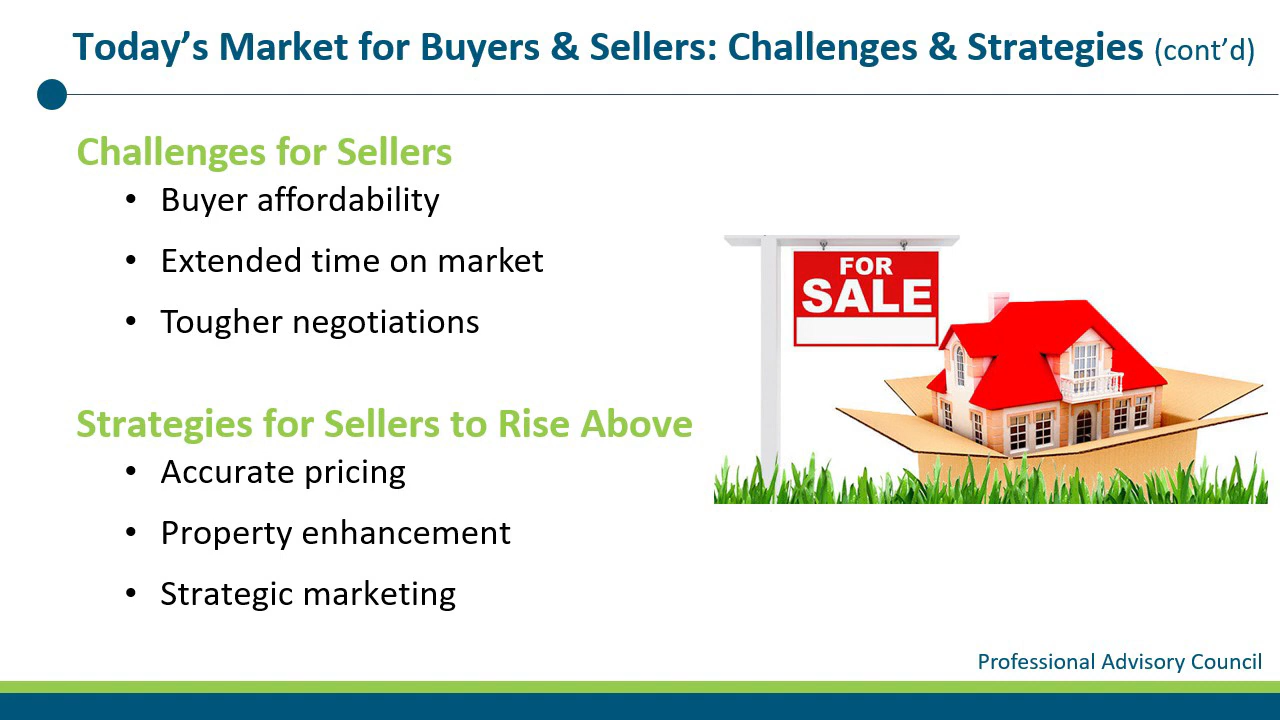 Today’s Market for Buyers & Sellers: Challenges & Strategies (cont’d)
Challenges for Sellers
• Buyer affordability
• Extended time on market
• Tougher negotiations
FOR
SALE
Strategies for Sellers to Rise Above
• Accurate pricing
• Property enhancement
• Strategic marketing
Professional Advisory Council